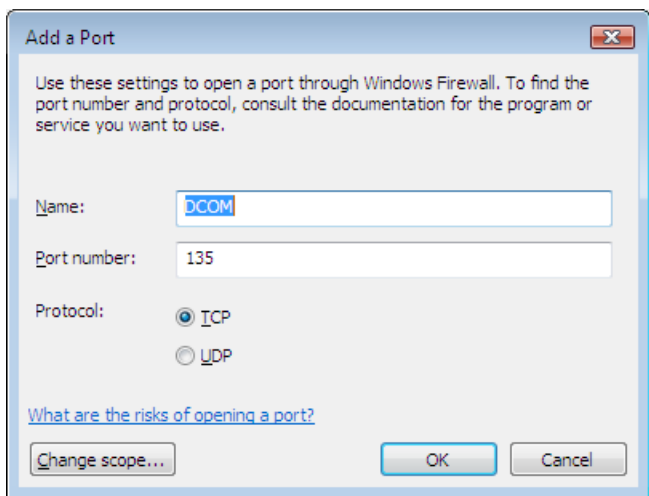 Add a Port
Use these settings to open a port through Windows Firewall. To find the
port number and protocol, consult the documentation for the program or
service you want to use.
Name: DCOM
Port number: 135
Protocol: TCP
UDP
What are the risks of opening a port?
Change scope... OK Cancel